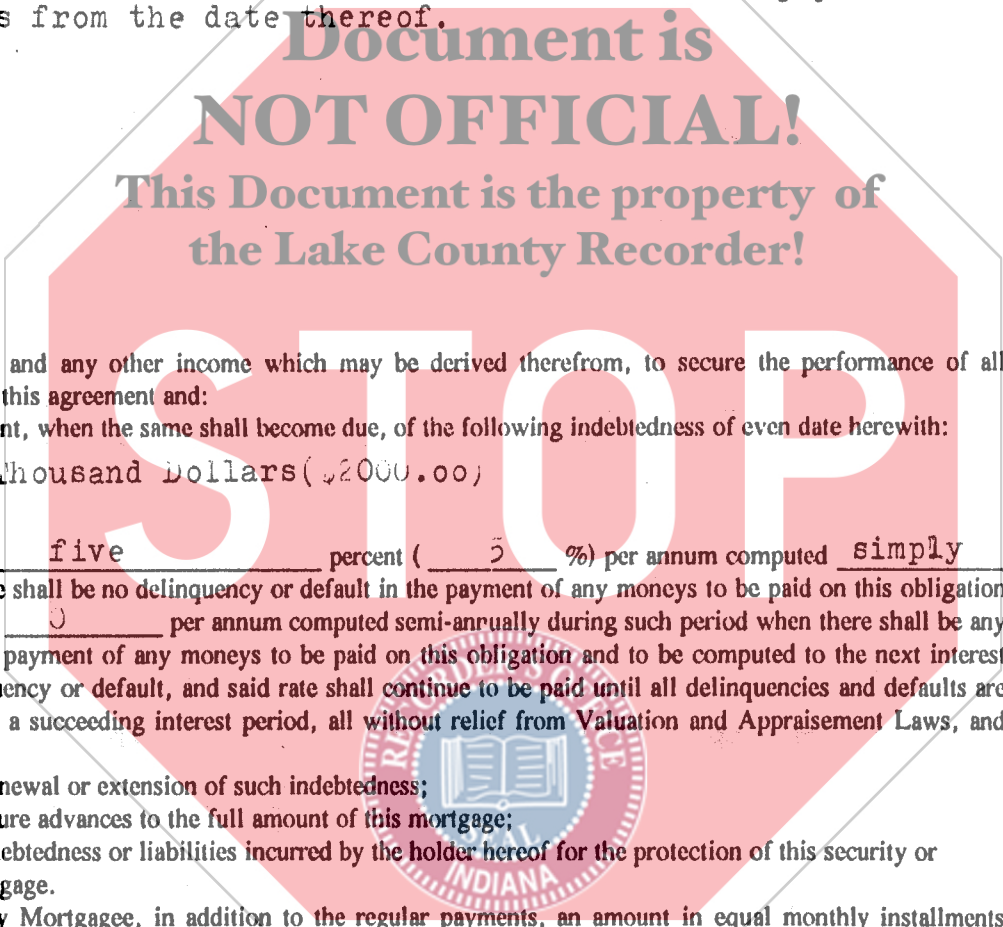 s from the date thereof.
Document is
NOT OFFICIAL!
This Document is the property of
the Lake County Recorder!
STOP
and any other income which may be derived therefrom, to secure the performance of all
this agreement and:
nt, when the same shall become due, of the following indebtedness of even date herewith:
Thousand Dollars($2000.oo)
five percent ( 5 %) per annum computed simply
e shall be no delinquency or default in the payment of any moneys to be paid on this obligation
0 per annum computed semi-annually during such period when there shall be any
payment of any moneys to be paid on this obligation and to be computed to the next interest
ency or default, and said rate shall continue to be paid until all delinquencies and defaults are
a succeeding interest period, all without relief from Valuation and Appraisement Laws, and
newal or extension of such indebtedness;
ure advances to the full amount of this mortgage;
ebtedness or liabilities incurred by the holder hereof for the protection of this security or
gage.
y Mortgagee, in addition to the regular payments, an amount in equal monthly installments
RECORDER'S OFFICE
SEAL
INDIANA